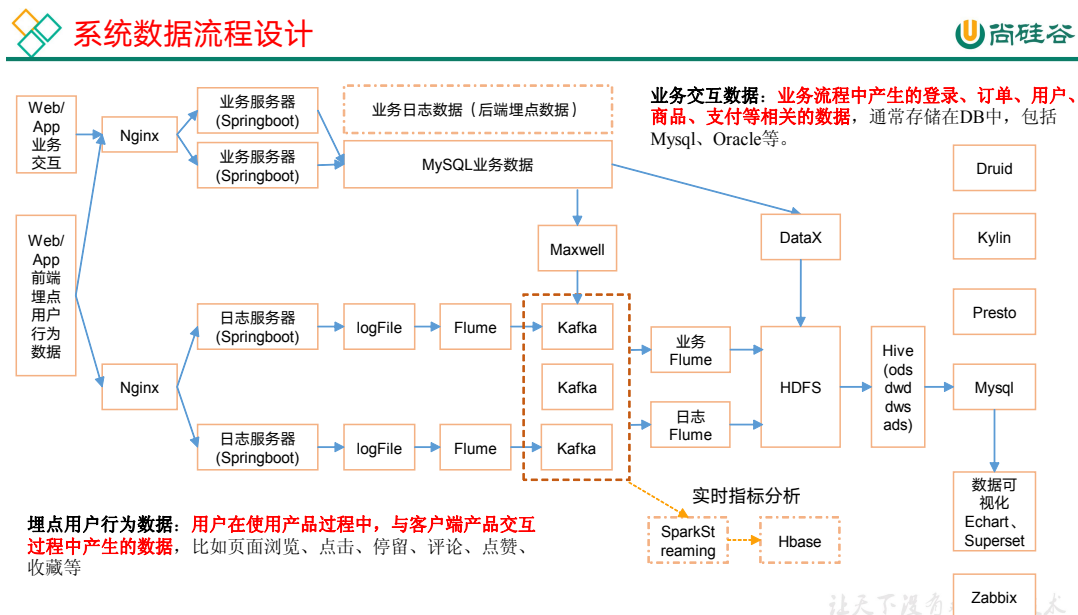 系统数据流程设计
尚硅谷
Web/
App
业务
交互
Nginx
业务服务器
(Springboot)
业务服务器
(Springboot)
业务日志数据（后端埋点数据）
MySQL业务数据
业务交互数据：业务流程中产生的登录、订单、用户、
商品、支付等相关的数据，通常存储在DB中，包括
Mysql、Oracle等。
Web/
App
前端
埋点
用户
行为
数据
Nginx
日志服务器
(Springboot)
logFile
Flume
Kafka
Kafka
日志服务器
(Springboot)
logFile
Flume
Kafka
Maxwell
DataX
业务
Flume
日志
Flume
HDFS
Hive
(ods
dwd
dws
ads)
Druid
Kylin
Presto
Mysql
数据可
视化
Echart、
Superset
Zabbix
实时指标分析
SparkSt
reaming
Hbase
埋点用户行为数据：用户在使用产品过程中，与客户端产品交互
过程中产生的数据，比如页面浏览、点击、停留、评论、点赞、
收藏等
让天下没有
术